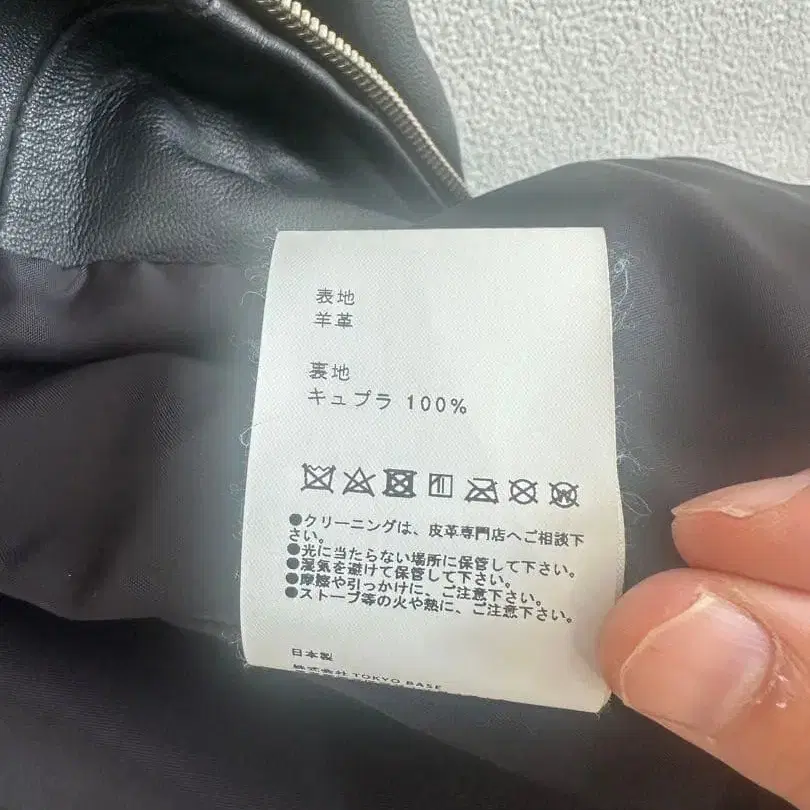 表地
羊革
裏地
キュプラ 100%
●クリーニングは、皮革専門店へご相談下
さい。
●光に当たらない場所に保管して下さい。
●湿気を避けて保管して下さい。
●摩擦や引っかけに、ご注意下さい。
●ストーブ等の火や熱に、ご注意下さい。
日本製
株式会社 TOKYO BASE